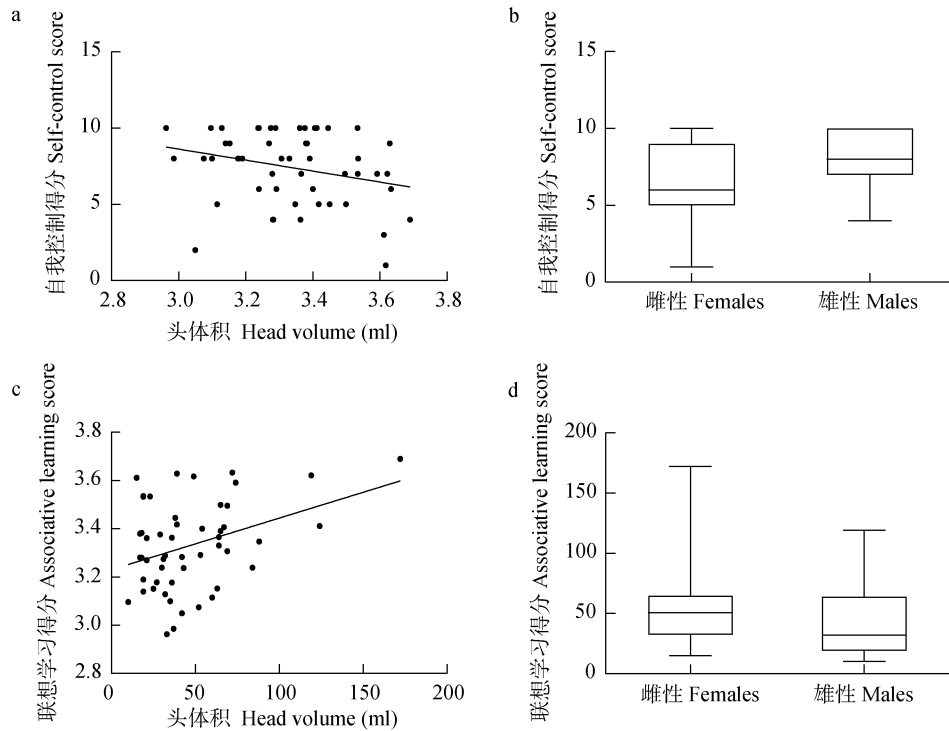 a
自我控制得分 Self-control score
15
10
5
0
2.8 3.0 3.2 3.4 3.6 3.8
头体积 Head volume (ml)
b
自我控制得分 Self-control score
15
10
5
0
雌性 Females 雄性 Males
c
联想学习得分 Associative learning score
3.8
3.6
3.4
3.2
3.0
2.8
0 50 100 150 200
头体积 Head volume (ml)
d
联想学习得分 Associative learning score
200
150
100
50
0
雌性 Females 雄性 Males